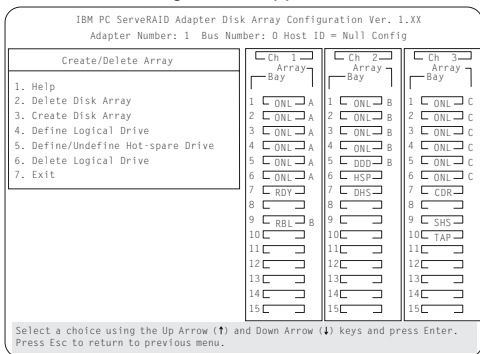 IBM PC ServeRAID Adapter Disk Array Configuration Ver. 1.XX
Adapter Number: 1 Bus Number: 0 Host ID = Null Config
Create/Delete Array
1. Help
2. Delete Disk Array
3. Create Disk Array
4. Define Logical Drive
5. Define/Undefine Hot-spare Drive
6. Delete Logical Drive
7. Exit
Ch 1 Ch 2 Ch 3
Array Array Array
Bay Bay Bay
1 ONL A 1 ONL B 1 ONL C
2 ONL A 2 ONL B 2 ONL C
3 ONL A 3 ONL B 3 ONL C
4 ONL A 4 ONL B 4 ONL C
5 ONL A 5 DDD B 5 ONL C
6 ONL A 6 HSP 6 ONL C
7 RDY 7 DHS 7 CDR
8 8 8
9 RBL B 9 9 SHS
10 10 10 TAP
11 11 11
12 12 12
13 13 13
14 14 14
15 15 15
Select a choice using the Up Arrow (↑) and Down Arrow (↓) keys and press Enter.
Press Esc to return to previous menu.